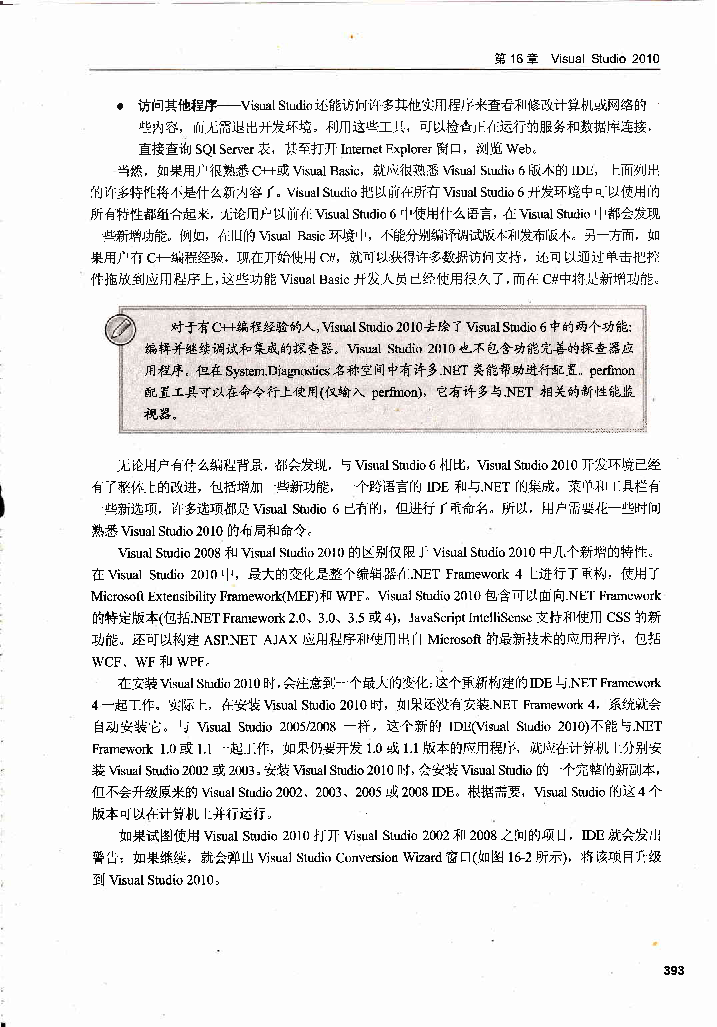 第 16 章 Visual Studio 2010
● 访问其他程序——Visual Studio 还能访问许多其他实用程序来查看和修改计算机或网络的一
些内容，而无需退出开发环境。利用这些工具，可以检查正在运行的服务和数据库连接，
直接查询 SQl Server 表，甚至打开 Internet Explorer 窗口，浏览 Web。
当然，如果用户很熟悉 C++或 Visual Basic，就应很熟悉 Visual Studio 6 版本的 IDE，上面列出
的许多特性将不是什么新内容了。Visual Studio 把以前在所有 Visual Studio 6 开发环境中可以使用的
所有特性都组合起来，无论用户以前在 Visual Studio 6 中使用什么语言，在 Visual Studio 中都会发现
一些新增功能。例如，在旧的 Visual Basic 环境中，不能分别编译调试版本和发布版本。另一方面，如
果用户有 C++编程经验，现在开始使用 C#，就可以获得许多数据访问支持，还可以通过单击把控
件拖放到应用程序上，这些功能 Visual Basic 开发人员已经使用很久了，而在 C#中将是新增功能。
对于有 C++编程经验的人，Visual Studio 2010 去除了 Visual Studio 6 中的两个功能：
编辑并继续调试和集成的探查器。Visual Studio 2010 也不包含功能完善的探查器应
用程序。但在 System.Diagnostics 名称空间中有许多.NET 类能帮助进行配置。perfmon
配置工具可以在命令行上使用(仅输入 perfmon)，它有许多与.NET 相关的新性能监
视器。
无论用户有什么编程背景，都会发现，与 Visual Studio 6 相比，Visual Studio 2010 开发环境已经
有了整体上的改进，包括增加一些新功能，一个跨语言的 IDE 和与.NET 的集成。菜单和工具栏有
一些新选项，许多选项都是 Visual Studio 6 已有的，但进行了重命名。所以，用户需要花一些时间
熟悉 Visual Studio 2010 的布局和命令。
Visual Studio 2008 和 Visual Studio 2010 的区别仅限于 Visual Studio 2010 中几个新增的特性。
在 Visual Studio 2010 中，最大的变化是整个编辑器在.NET Framework 4 上进行了重构，使用了
Microsoft Extensibility Framework(MEF)和 WPF。Visual Studio 2010 包含可以面向.NET Framework
的特定版本(包括.NET Framework 2.0、3.0、3.5 或 4)，JavaScript IntelliSense 支持和使用 CSS 的新
功能。还可以构建 ASP.NET AJAX 应用程序和使用出自 Microsoft 的最新技术的应用程序，包括
WCF、WF 和 WPF。
在安装 Visual Studio 2010 时，会注意到一个最大的变化：这个重新构建的 IDE 与.NET Framework
4 一起工作。实际上，在安装 Visual Studio 2010 时，如果还没有安装.NET Framework 4，系统就会
自动安装它。与 Visual Studio 2005/2008 一样，这个新的 IDE(Visual Studio 2010)不能与.NET
Framework 1.0 或 1.1 一起工作，如果仍要开发 1.0 或 1.1 版本的应用程序，就应在计算机上分别安
装 Visual Studio 2002 或 2003。安装 Visual Studio 2010 时，会安装 Visual Studio 的一个完整的新副本，
但不会升级原来的 Visual Studio 2002、2003、2005 或 2008 IDE。根据需要，Visual Studio 的这 4 个
版本可以在计算机上并行运行。
如果试图使用 Visual Studio 2010 打开 Visual Studio 2002 和 2008 之间的项目，IDE 就会发出
警告：如果继续，就会弹出 Visual Studio Conversion Wizard 窗口(如图 16-2 所示)，将该项目升级
到 Visual Studio 2010。
393